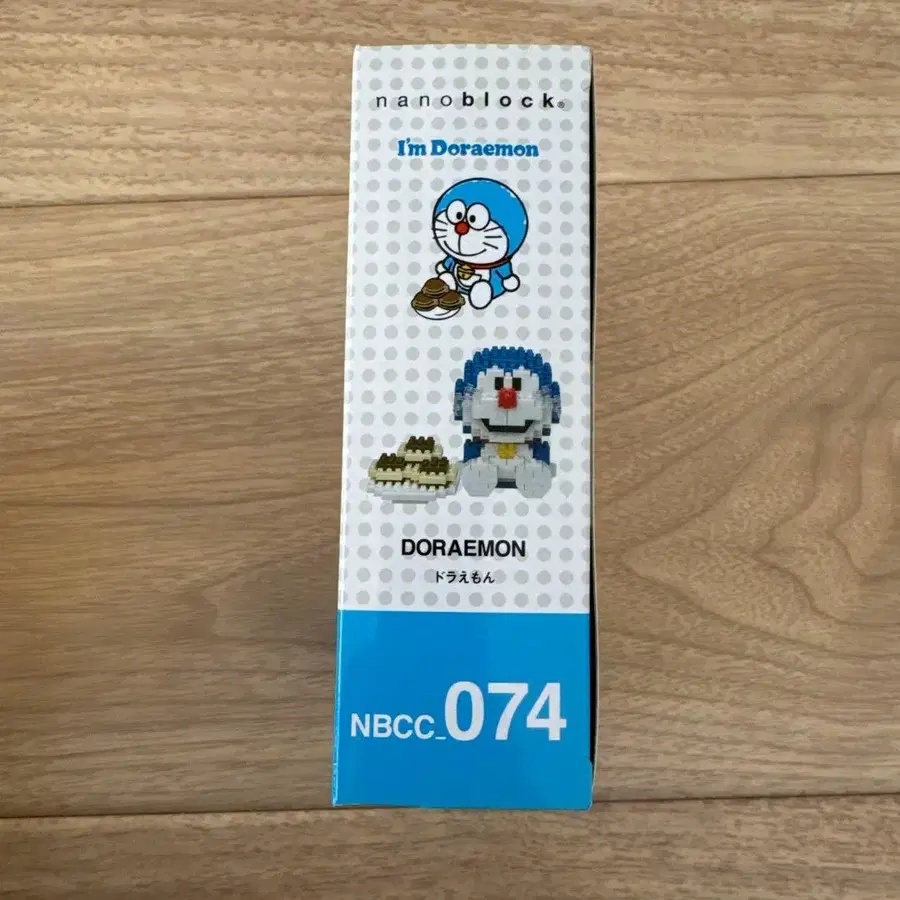 nanoblock®
I'm Doraemon
DORAEMON
ドラえもん
NBCC_074